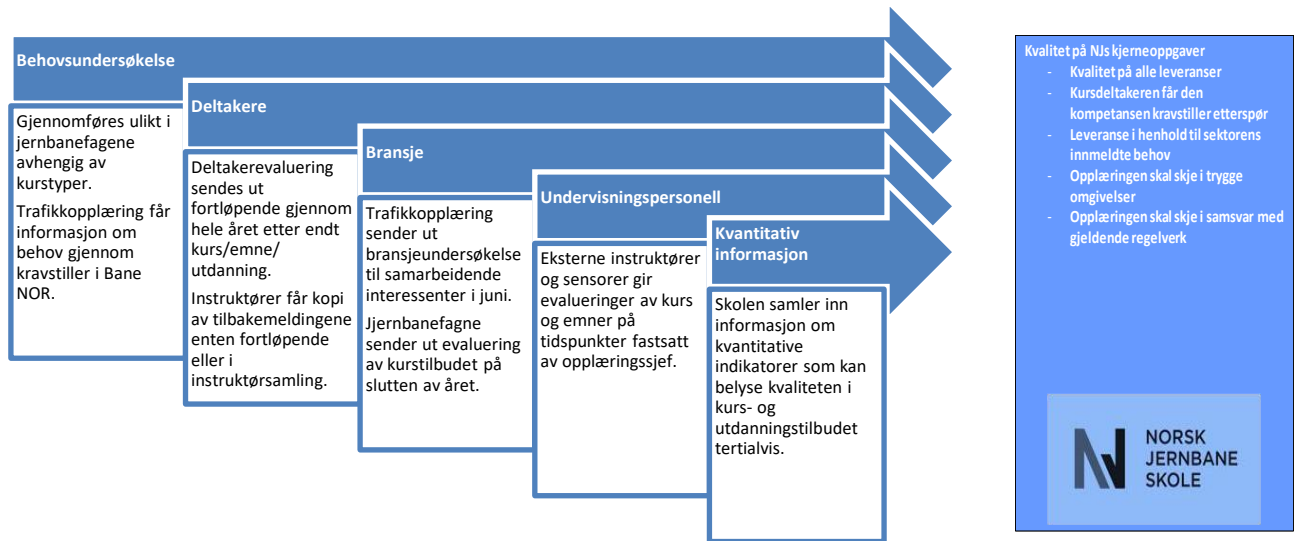 Behovsundersøkelse
Gjennomføres ulikt i
jernbanefagene
avhengig av
kurstyper.
Trafikkopplæring får
informasjon om
behov gjennom
kravstiller i Bane
NOR.
Deltakere
Deltakerevaluering
sendes ut
fortløpende gjennom
hele året etter endt
kurs/emne/
utdanning.
Instruktører får kopi
av tilbakemeldingene
enten fortløpende
eller i
instruktørsamling.
Bransje
Trafikkopplæring
sender ut
bransjeundersøkelse
til samarbeidende
interessenter i juni.
Jjernbanefagne
sender ut evaluering
av kurstilbudet på
slutten av året.
Undervisningspersonell
Eksterne instruktører
og sensorer gir
evalueringer av kurs
og emner på
tidspunkter fastsatt
av opplæringssjef.
Kvantitativ
informasjon
Skolen samler inn
informasjon om
kvantitative
indikatorer som kan
belyse kvaliteten i
kurs- og
utdanningstilbudet
tertialvis.
Kvalitet på NJs kjerneoppgaver
- Kvalitet på alle leveranser
- Kursdeltakeren får den
kompetansen kravstiller etterspør
- Leveranse i henhold til sektorens
innmeldte behov
- Opplæringen skal skje i trygge
omgivelser
- Opplæringen skal skje i samsvar med
gjeldende regelverk
NORSK
JERNBANE
SKOLE